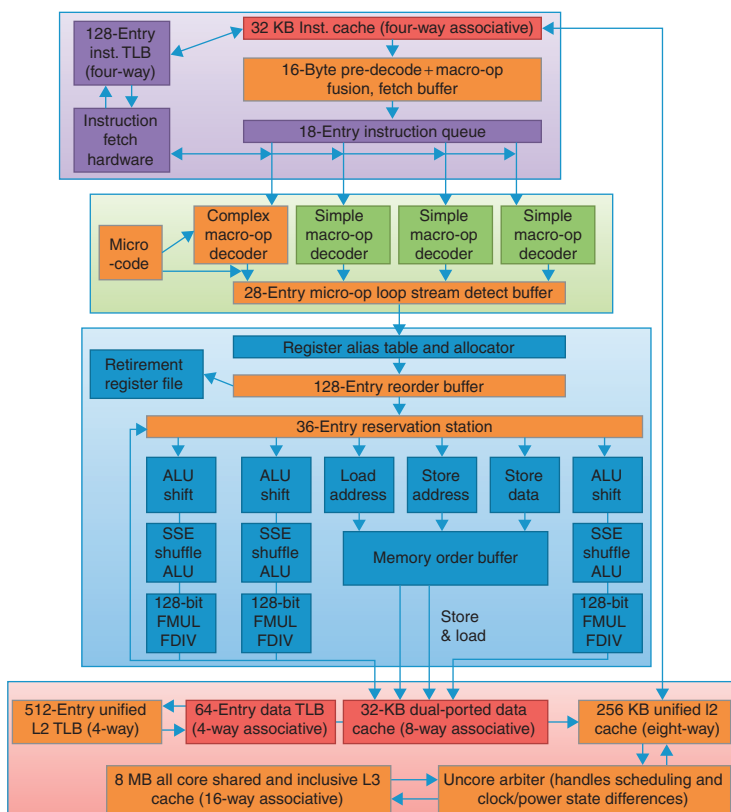 128-Entry
inst. TLB
(four-way)
32 KB Inst. cache (four-way associative)
16-Byte pre-decode+macro-op
fusion, fetch buffer
Instruction
fetch
hardware
18-Entry instruction queue
Micro
-code
Complex
macro-op
decoder
Simple
macro-op
decoder
Simple
macro-op
decoder
Simple
macro-op
decoder
28-Entry micro-op loop stream detect buffer
Register alias table and allocator
Retirement
register file
128-Entry reorder buffer
36-Entry reservation station
ALU
shift
ALU
shift
Load
address
Store
address
Store
data
ALU
shift
SSE
shuffle
ALU
SSE
shuffle
ALU
Memory order buffer
SSE
shuffle
ALU
128-bit
FMUL
FDIV
128-bit
FMUL
FDIV
Store
& load
128-bit
FMUL
FDIV
512-Entry unified
L2 TLB (4-way)
64-Entry data TLB
(4-way associative)
32-KB dual-ported data
cache (8-way associative)
256 KB unified l2
cache (eight-way)
8 MB all core shared and inclusive L3
cache (16-way associative)
Uncore arbiter (handles scheduling and
clock/power state differences)